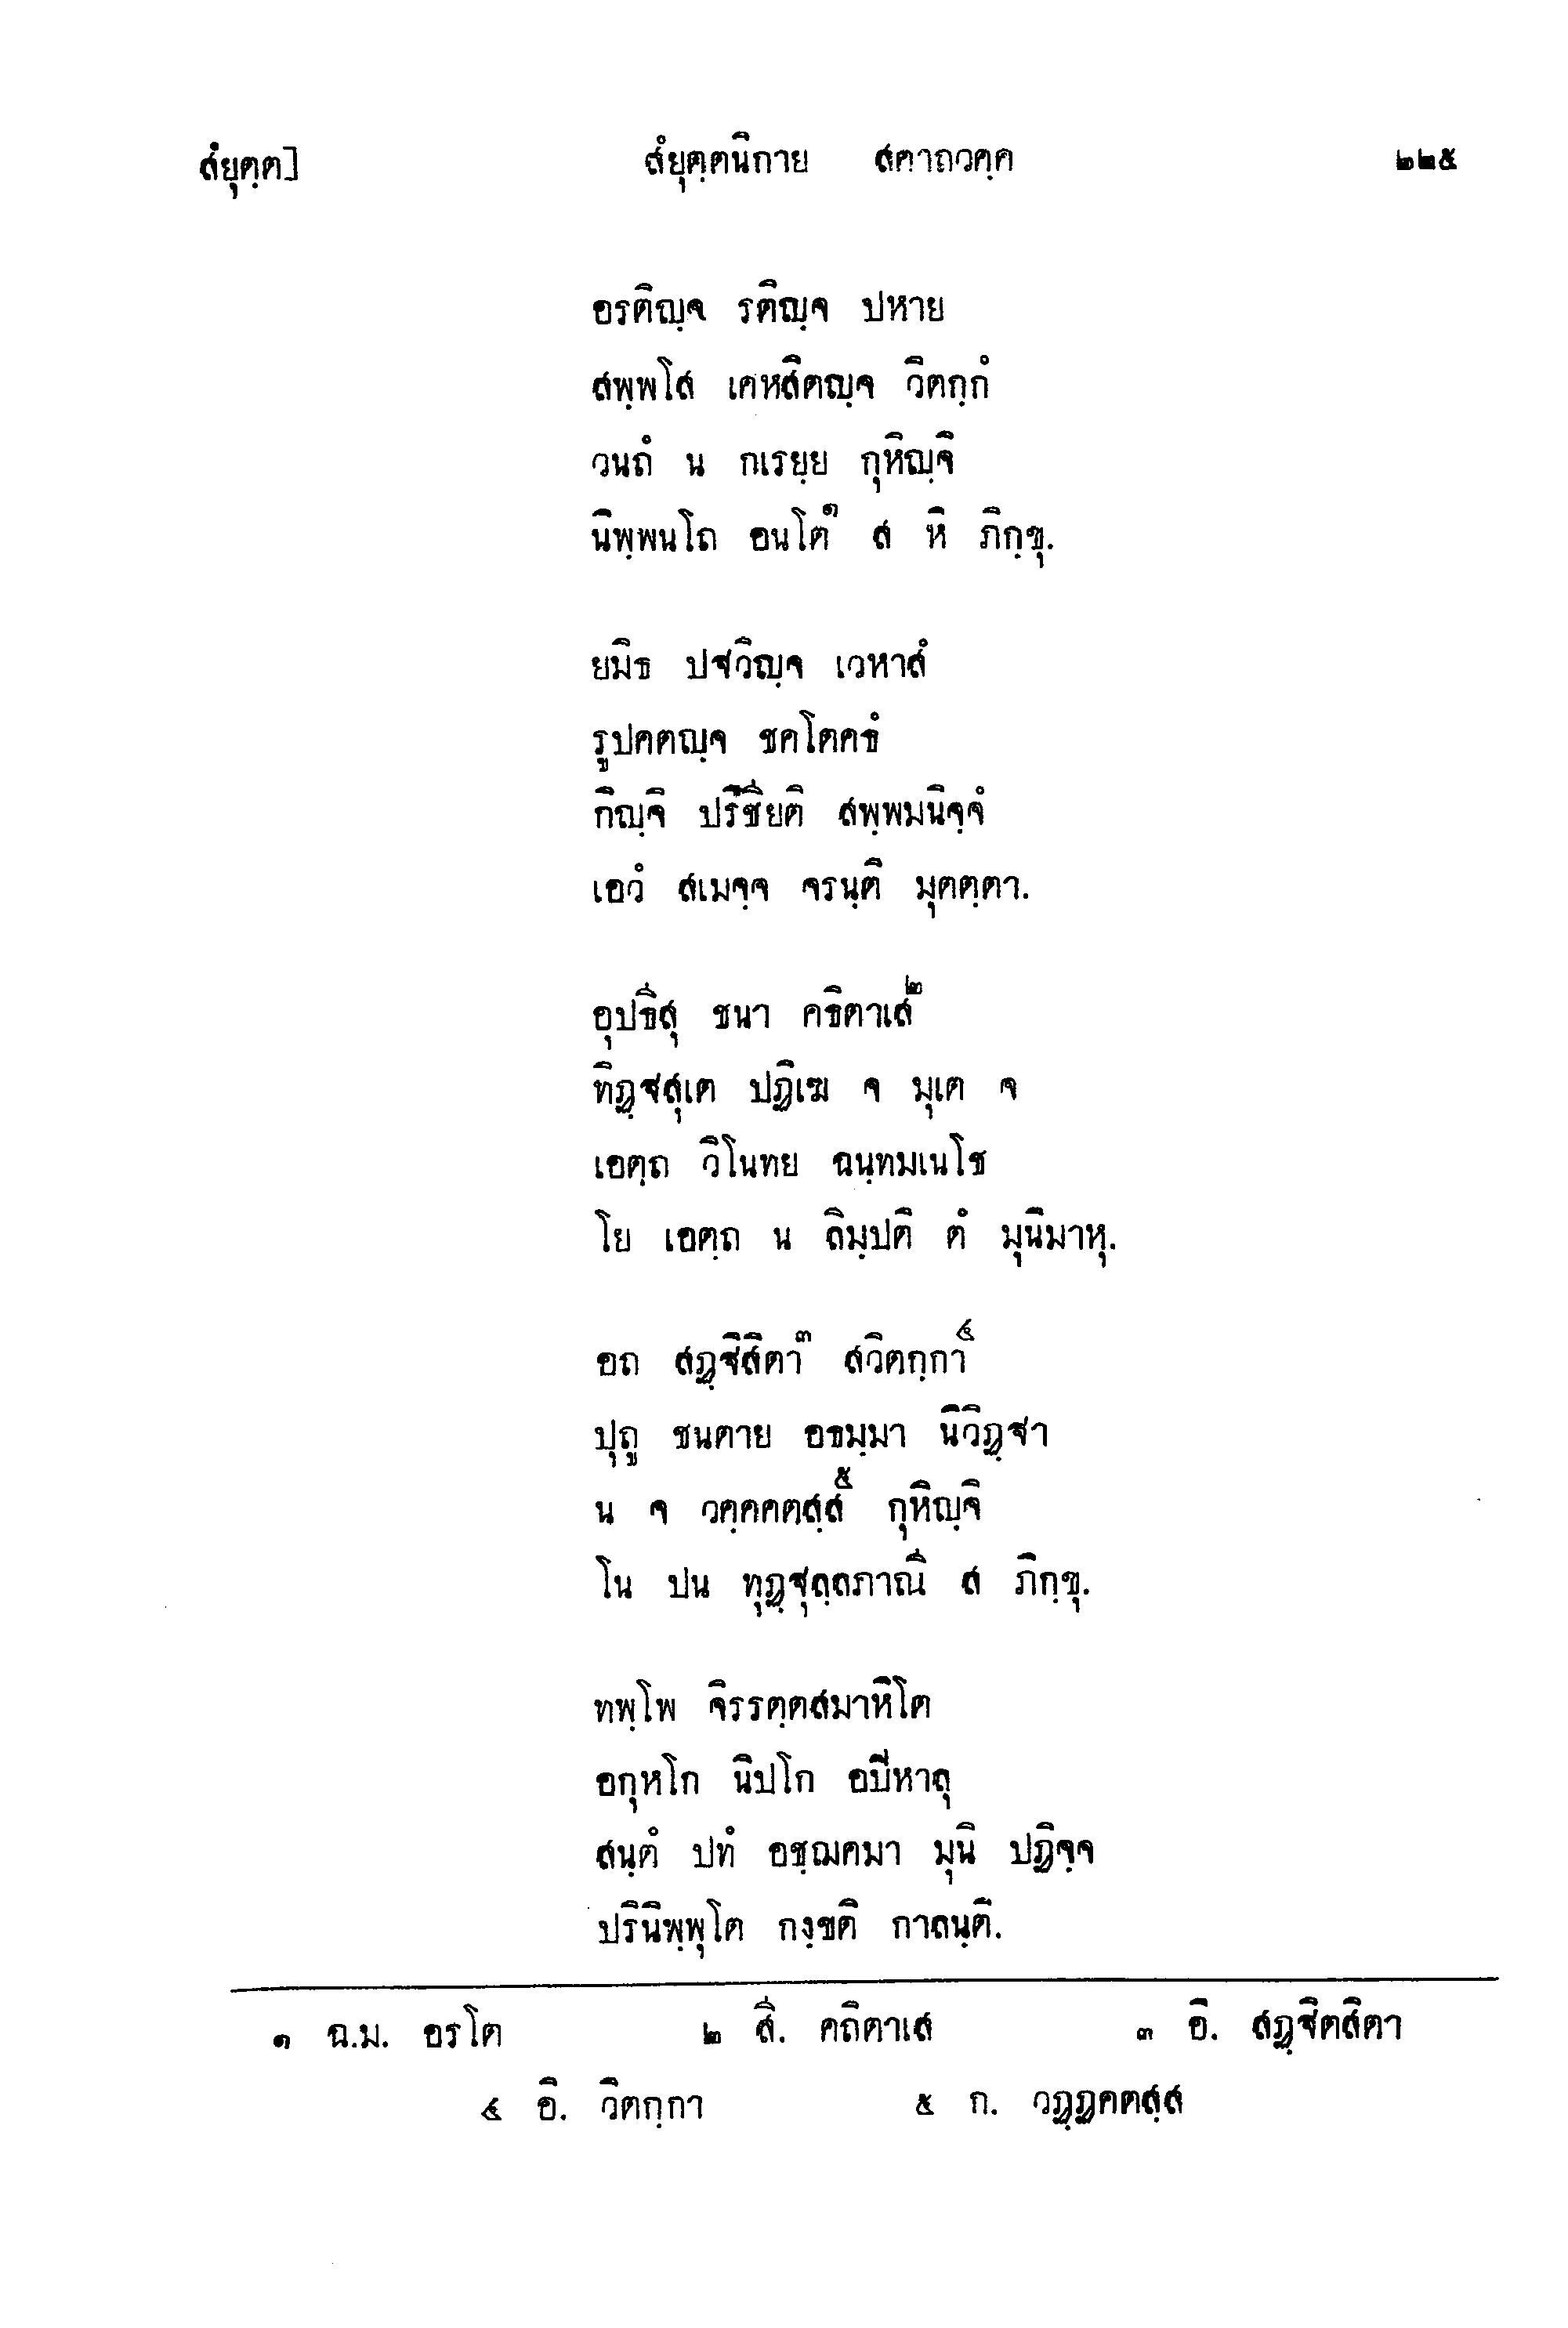 สํยุตฺต] สํยุตฺตนิกาย สคาถวคฺค ๒๒๕
อรติญฺจ รติญฺจ ปหาย
สพฺพโส เคหสิตญฺจ วิตกฺกํ
วนถํ น กเรยฺย กุหิญฺจิ
นิพฺพนโถ อนโต๑ ส หิ ภิกฺขุ.
ยมิธ ปฐวิญฺจ เวหาสํ
รูปคตญฺจ ชคโตคธํ
กิญฺจิ ปริชิยติ สพฺพมนิจฺจํ
เอวํ สเมจฺจ จรนฺติ มุตตฺตา.
อุปธีสุ ชนา คธิตาเส๒
ทิฏฺฐสุเต ปฏิเฆ จ มุเต จ
เอตฺถ วิโนทย ฉนฺทมเนโช
โย เอตฺถ น ลิมฺปติ ตํ มุนิมาหุ.
อถ สฏฺฐิสิตา๓ สวิตกฺกา๔
ปุถู ชนตาย อธมฺมา นิวิฏฺฐา
น จ วคฺคคตสฺส๕ กุหิญฺจิ
โน ปน ทุฏฺฐุลฺลภาณี ส ภิกฺขุ.
ทพฺโพ จิรรตฺตสมาหิโต
อกุหโก นิปโก อปีหาลุ
สนฺตํ ปทํ อชฺฌคมา มุนิ ปฏิจฺจ
ปรินิพฺพุโต กงฺขติ กาลนฺติ.
๑ ฉ.ม. อรโต ๒ สี. คถิตาเส ๓ อิ. สฏฺฐิตสิตา
๔ อิ. วิตกฺกา ๕ ก. วฏฺฏคตสฺส